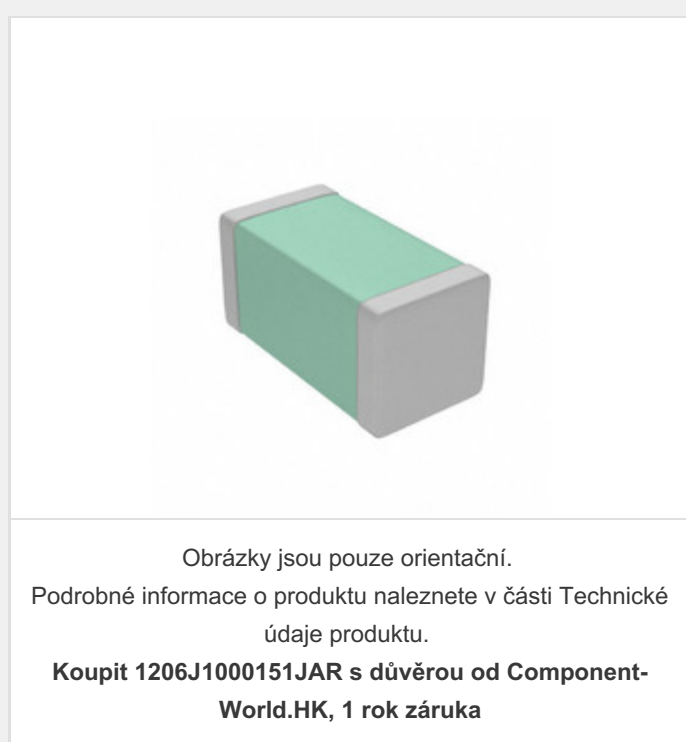 Obrázky jsou pouze orientační.
Podrobné informace o produktu naleznete v části Technické
údaje produktu.
Koupit 1206J1000151JAR s důvěrou od Component-
World.HK, 1 rok záruka